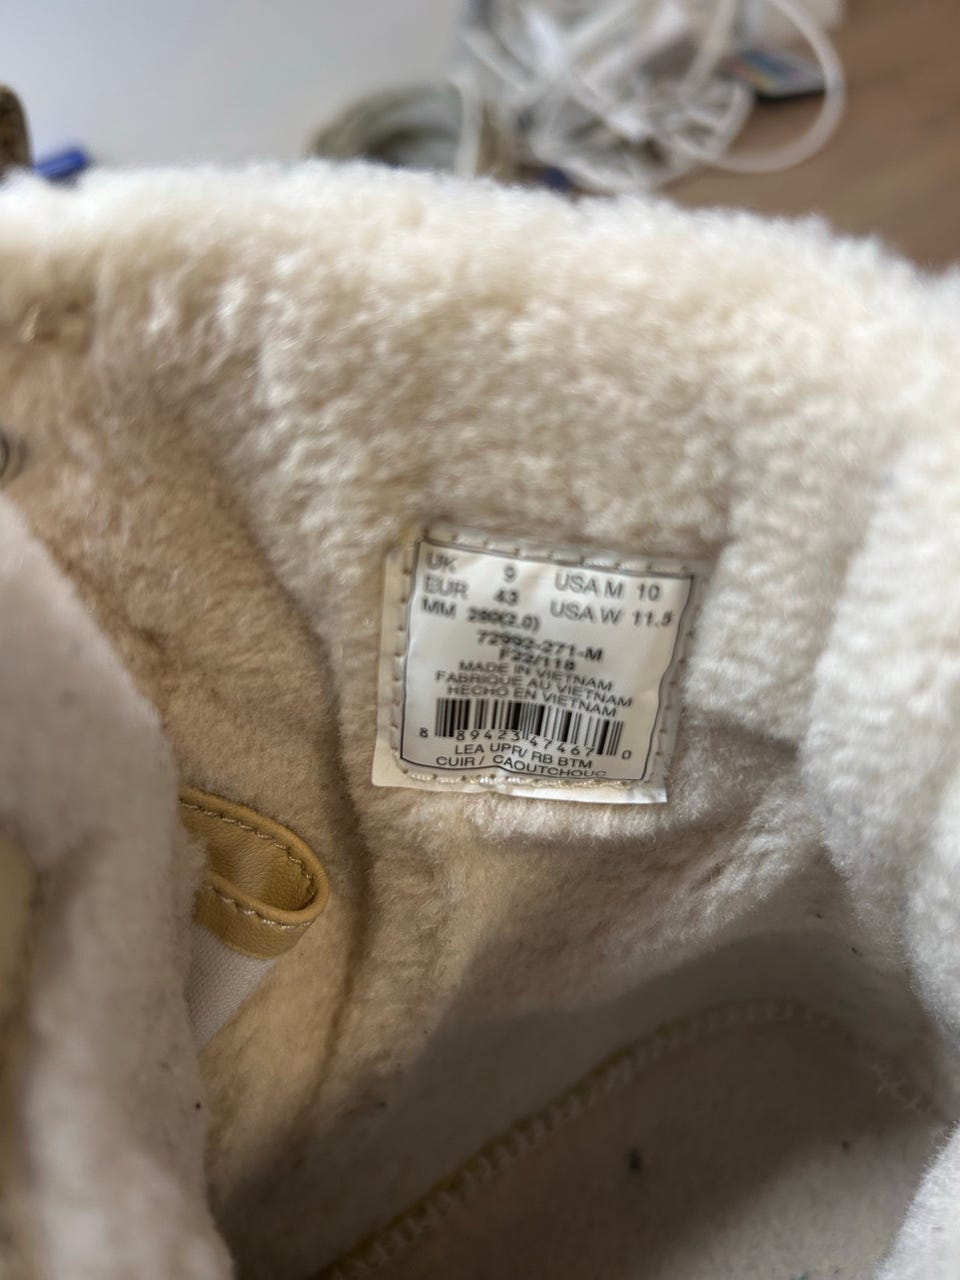 UK 9 USA M 10
EUR 43 USA W 11.5
MM 280(2.0)
72992-271-M
F22/118
MADE IN VIETNAM
FABRIQUE AU VIETNAM
HECHO EN VIETNAM
8 89423 47467 0
LEA UPR/ RB BTM
CUIR / CAOUTCHOUC